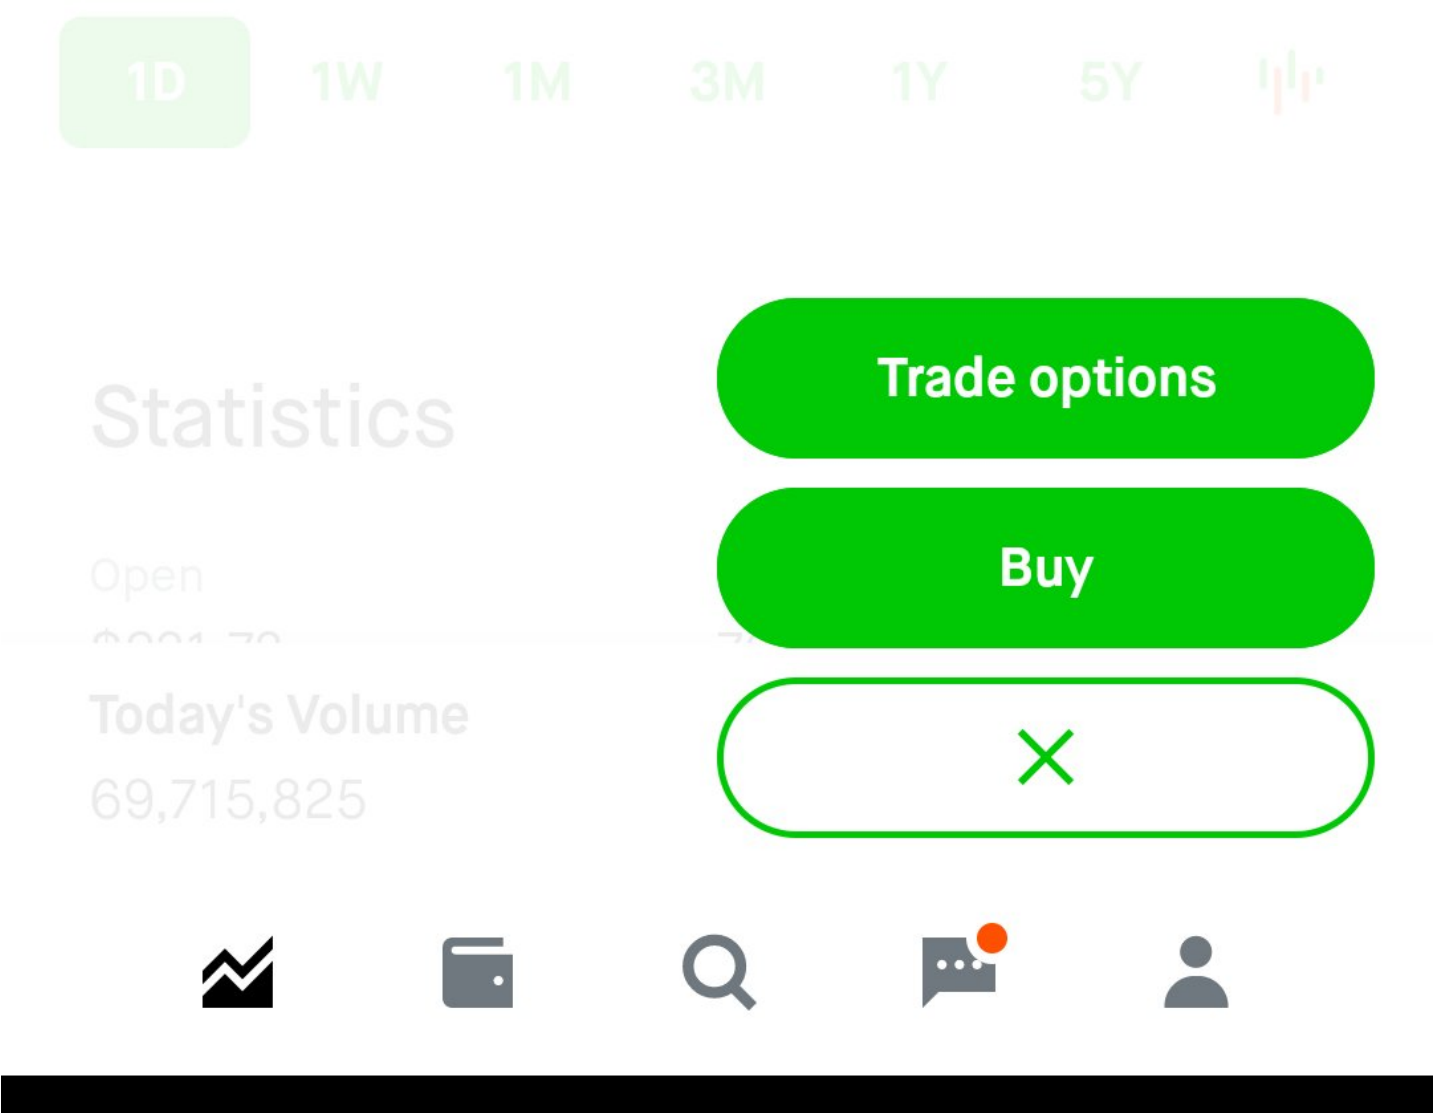 1D 1W 1M 3M 1Y 5Y
Trade options
Statistics
Buy
Open
Today's Volume
69,715,825